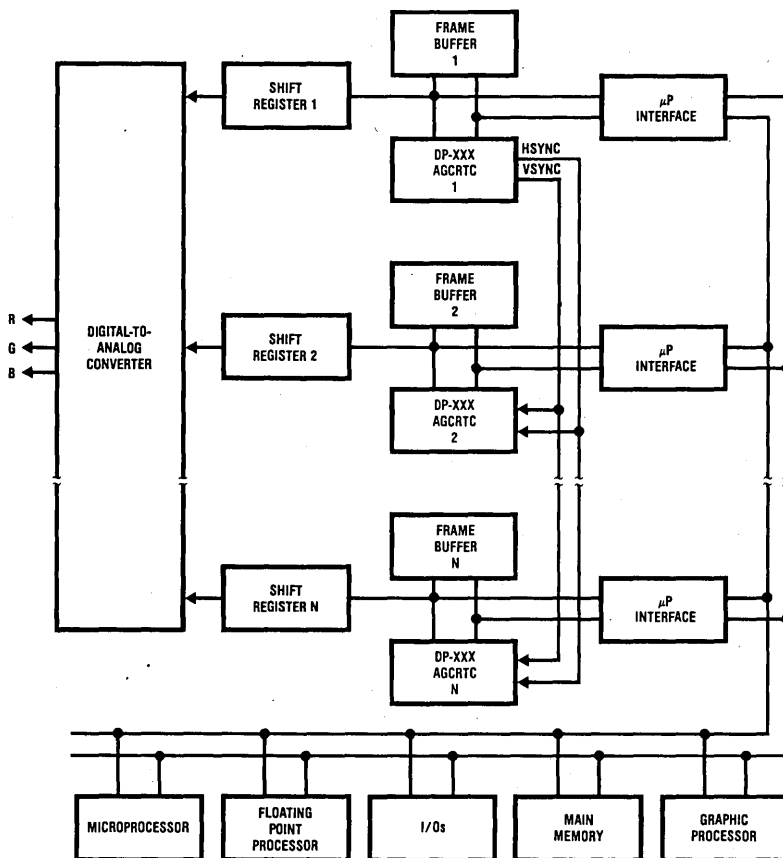 FRAME
BUFFER
1
SHIFT
REGISTER 1
μP
INTERFACE
DP-XXX
AGCRTC
1
HSYNC
VSYNC
FRAME
BUFFER
2
R
G
B
DIGITAL-TO-
ANALOG
CONVERTER
SHIFT
REGISTER 2
μP
INTERFACE
DP-XXX
AGCRTC
2
FRAME
BUFFER
N
SHIFT
REGISTER N
μP
INTERFACE
DP-XXX
AGCRTC
N
MICROPROCESSOR
FLOATING
POINT
PROCESSOR
I/Os
MAIN
MEMORY
GRAPHIC
PROCESSOR